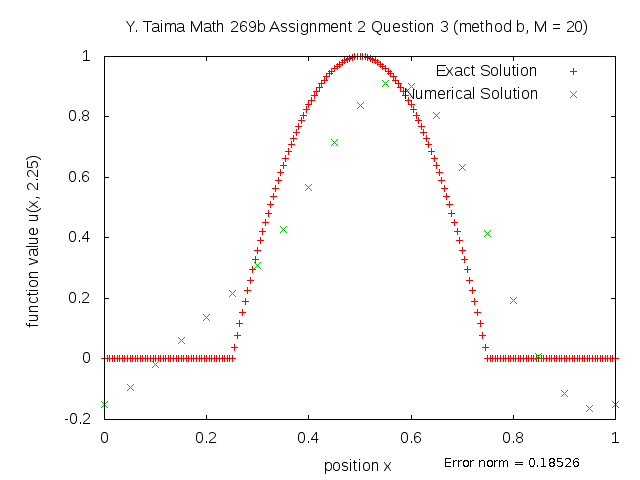 Y. Taima Math 269b Assignment 2 Question 3 (method b, M = 20)
1
0.8
0.6
0.4
0.2
0
-0.2
function value u(x, 2.25)
Exact Solution
Numerical Solution
0 0.2 0.4 0.6 0.8 1
position x
Error norm = 0.18526